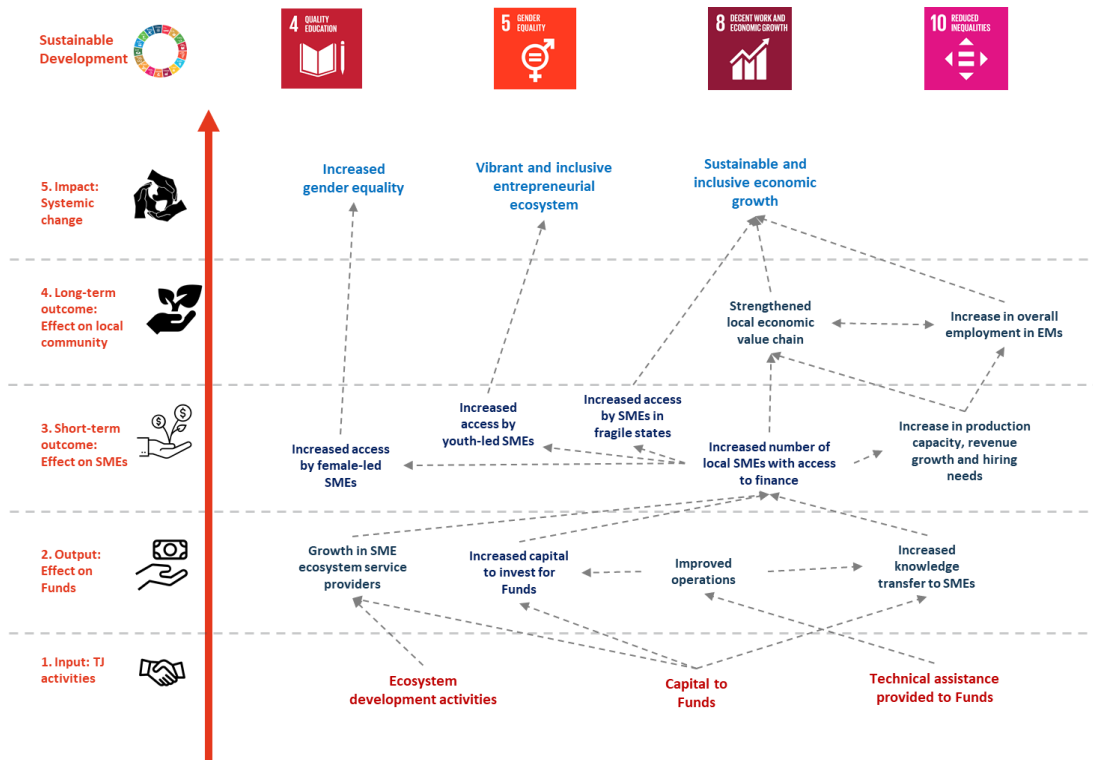 Sustainable
Development
4 QUALITY
EDUCATION
5 GENDER
EQUALITY
8 DECENT WORK AND
ECONOMIC GROWTH
10 REDUCED
INEQUALITIES
5. Impact:
Systemic
change
Increased
gender equality
Vibrant and inclusive
entrepreneurial
ecosystem
Sustainable and
inclusive economic
growth
4. Long-term
outcome:
Effect on local
community
Strengthened
local economic
value chain
Increase in overall
employment in EMs
3. Short-term
outcome:
Effect on SMEs
$
$
Increased access
by female-led
SMEs
Increased
access by
youth-led SMEs
Increased access
by SMEs in
fragile states
Increased number of
local SMEs with access
to finance
Increase in production
capacity, revenue
growth and hiring
needs
2. Output:
Effect on
Funds
Growth in SME
ecosystem service
providers
Increased capital
to invest for
Funds
Improved
operations
Increased
knowledge
transfer to SMEs
1. Input: TJ
activities
Ecosystem
development activities
Capital to
Funds
Technical assistance
provided to Funds